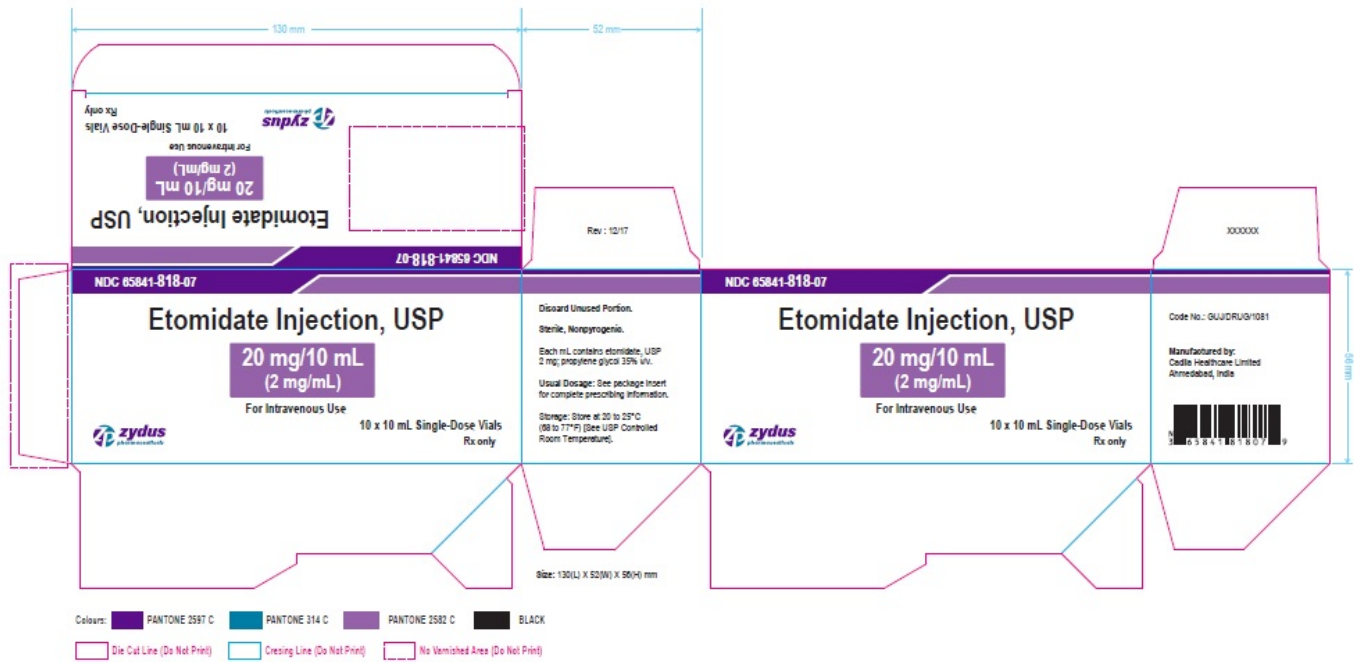 130 mm
52 mm
Etomidate Injection, USP
20 mg/10 mL
(2 mg/mL)
For Intravenous Use
10 x 10 mL Single-Dose Vials
Rx only
zydus
pharmaceuticals
NDC 65841-818-07
Rev : 12/17
XXXXXX
NDC 65841-818-07
Etomidate Injection, USP
20 mg/10 mL
(2 mg/mL)
For Intravenous Use
10 x 10 mL Single-Dose Vials
Rx only
zydus
pharmaceuticals
Discard Unused Portion.
Sterile, Nonpyrogenic.
Each mL contains etomidate, USP
2 mg; propylene glycol 35% v/v.
Usual Dosage: See package insert
for complete prescribing information.
Storage: Store at 20 to 25°C
(68 to 77°F) [See USP Controlled
Room Temperature].
NDC 65841-818-07
Etomidate Injection, USP
20 mg/10 mL
(2 mg/mL)
For Intravenous Use
10 x 10 mL Single-Dose Vials
Rx only
zydus
pharmaceuticals
Code No.: GUJ/DRUG/1081
Manufactured by:
Cadila Healthcare Limited
Ahmedabad, India
N
3 65841 81807 9
56 mm
Size: 130(L) X 52(W) X 56(H) mm
Colours: PANTONE 2597 C PANTONE 314 C PANTONE 2582 C BLACK
Die Cut Line (Do Not Print) Cresing Line (Do Not Print) No Varnished Area (Do Not Print)